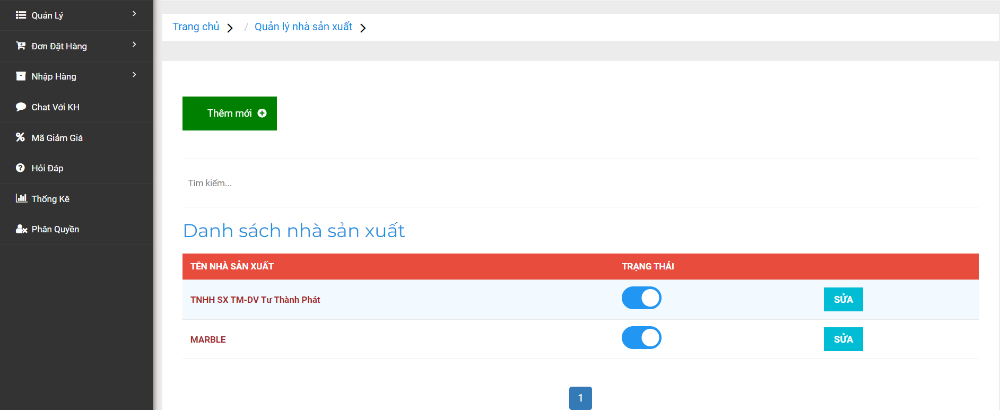 Quản Lý
Đơn Đặt Hàng
Nhập Hàng
Chat Với KH
Mã Giảm Giá
Hỏi Đáp
Thống Kê
Phân Quyền
Trang chủ / Quản lý nhà sản xuất
Thêm mới
Tìm kiếm...
Danh sách nhà sản xuất
TÊN NHÀ SẢN XUẤT TRẠNG THÁI
TNHH SX TM-DV Tư Thành Phát SỬA
MARBLE SỬA
1